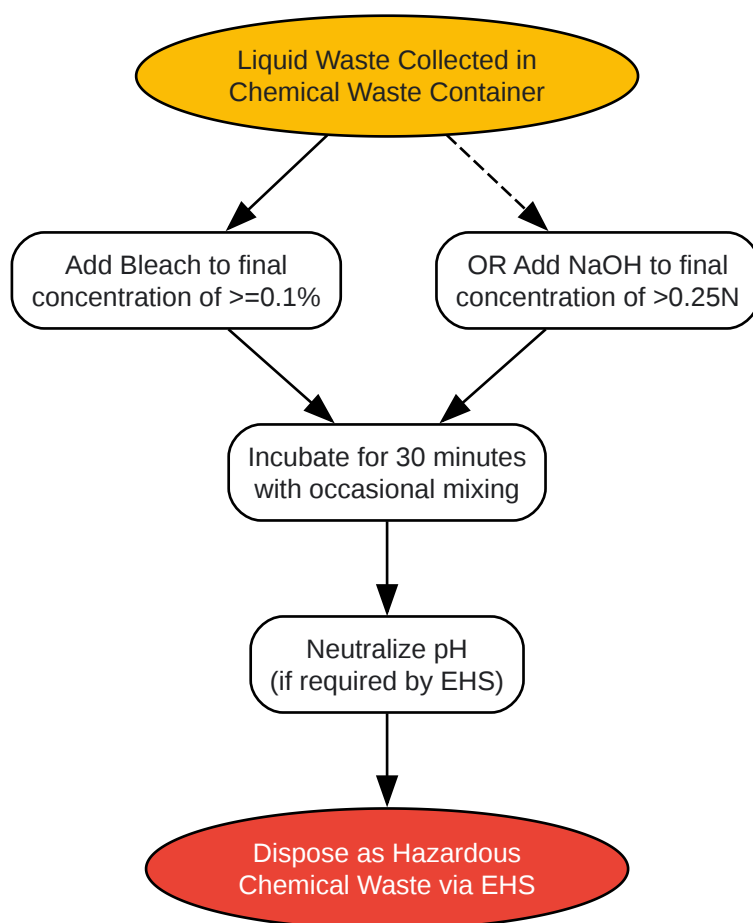 Liquid Waste Collected in
Chemical Waste Container
Add Bleach to final
concentration of >=0.1%
OR Add NaOH to final
concentration of >0.25N
Incubate for 30 minutes
with occasional mixing
Neutralize pH
(if required by EHS)
Dispose as Hazardous
Chemical Waste via EHS